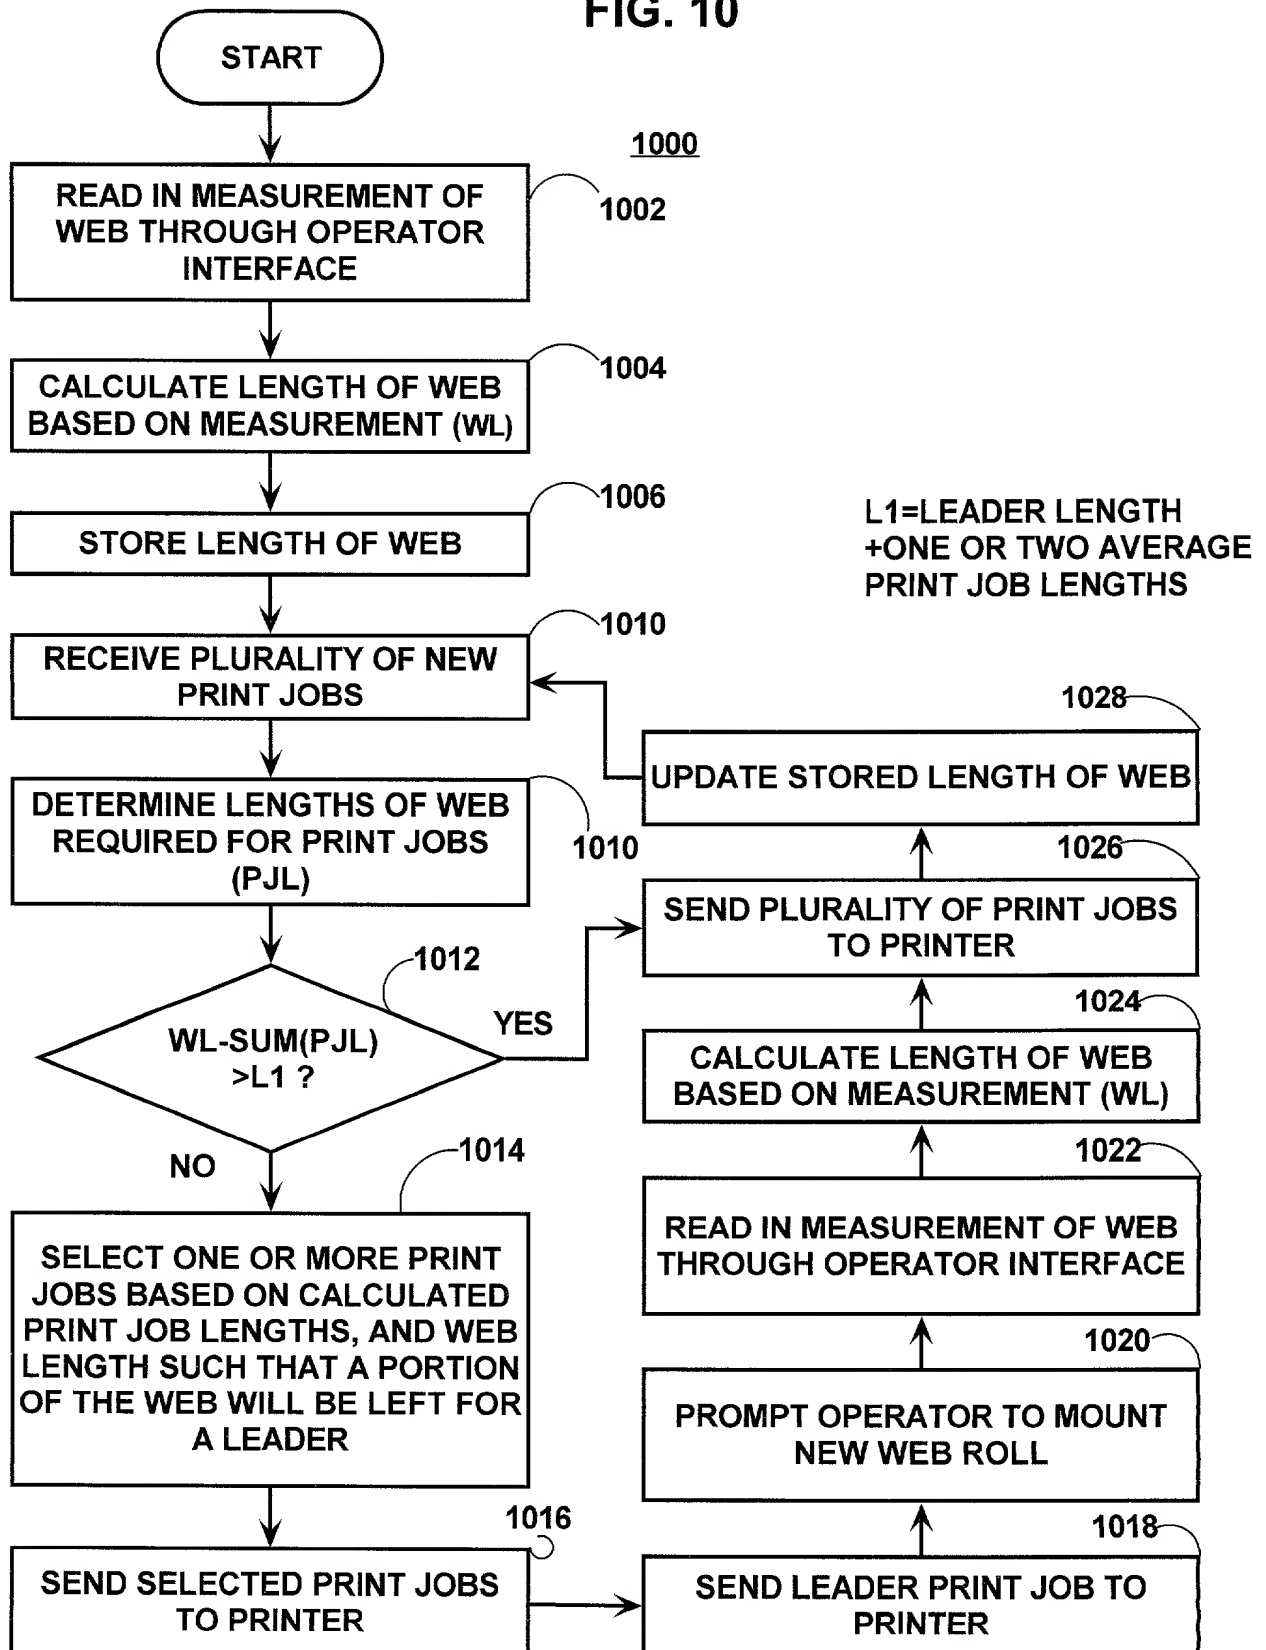 FIG. 10
START
1000
READ IN MEASUREMENT OF
WEB THROUGH OPERATOR
INTERFACE
1002
CALCULATE LENGTH OF WEB
BASED ON MEASUREMENT (WL)
1004
STORE LENGTH OF WEB
1006
L1=LEADER LENGTH
+ONE OR TWO AVERAGE
PRINT JOB LENGTHS
RECEIVE PLURALITY OF NEW
PRINT JOBS
1010
DETERMINE LENGTHS OF WEB
REQUIRED FOR PRINT JOBS
(PJL)
1010
WL-SUM(PJL)
>L1 ?
1012
YES
NO
SELECT ONE OR MORE PRINT
JOBS BASED ON CALCULATED
PRINT JOB LENGTHS, AND WEB
LENGTH SUCH THAT A PORTION
OF THE WEB WILL BE LEFT FOR
A LEADER
1014
SEND SELECTED PRINT JOBS
TO PRINTER
1016
1028
UPDATE STORED LENGTH OF WEB
1026
SEND PLURALITY OF PRINT JOBS
TO PRINTER
1024
CALCULATE LENGTH OF WEB
BASED ON MEASUREMENT (WL)
1022
READ IN MEASUREMENT OF WEB
THROUGH OPERATOR INTERFACE
1020
PROMPT OPERATOR TO MOUNT
NEW WEB ROLL
1018
SEND LEADER PRINT JOB TO
PRINTER